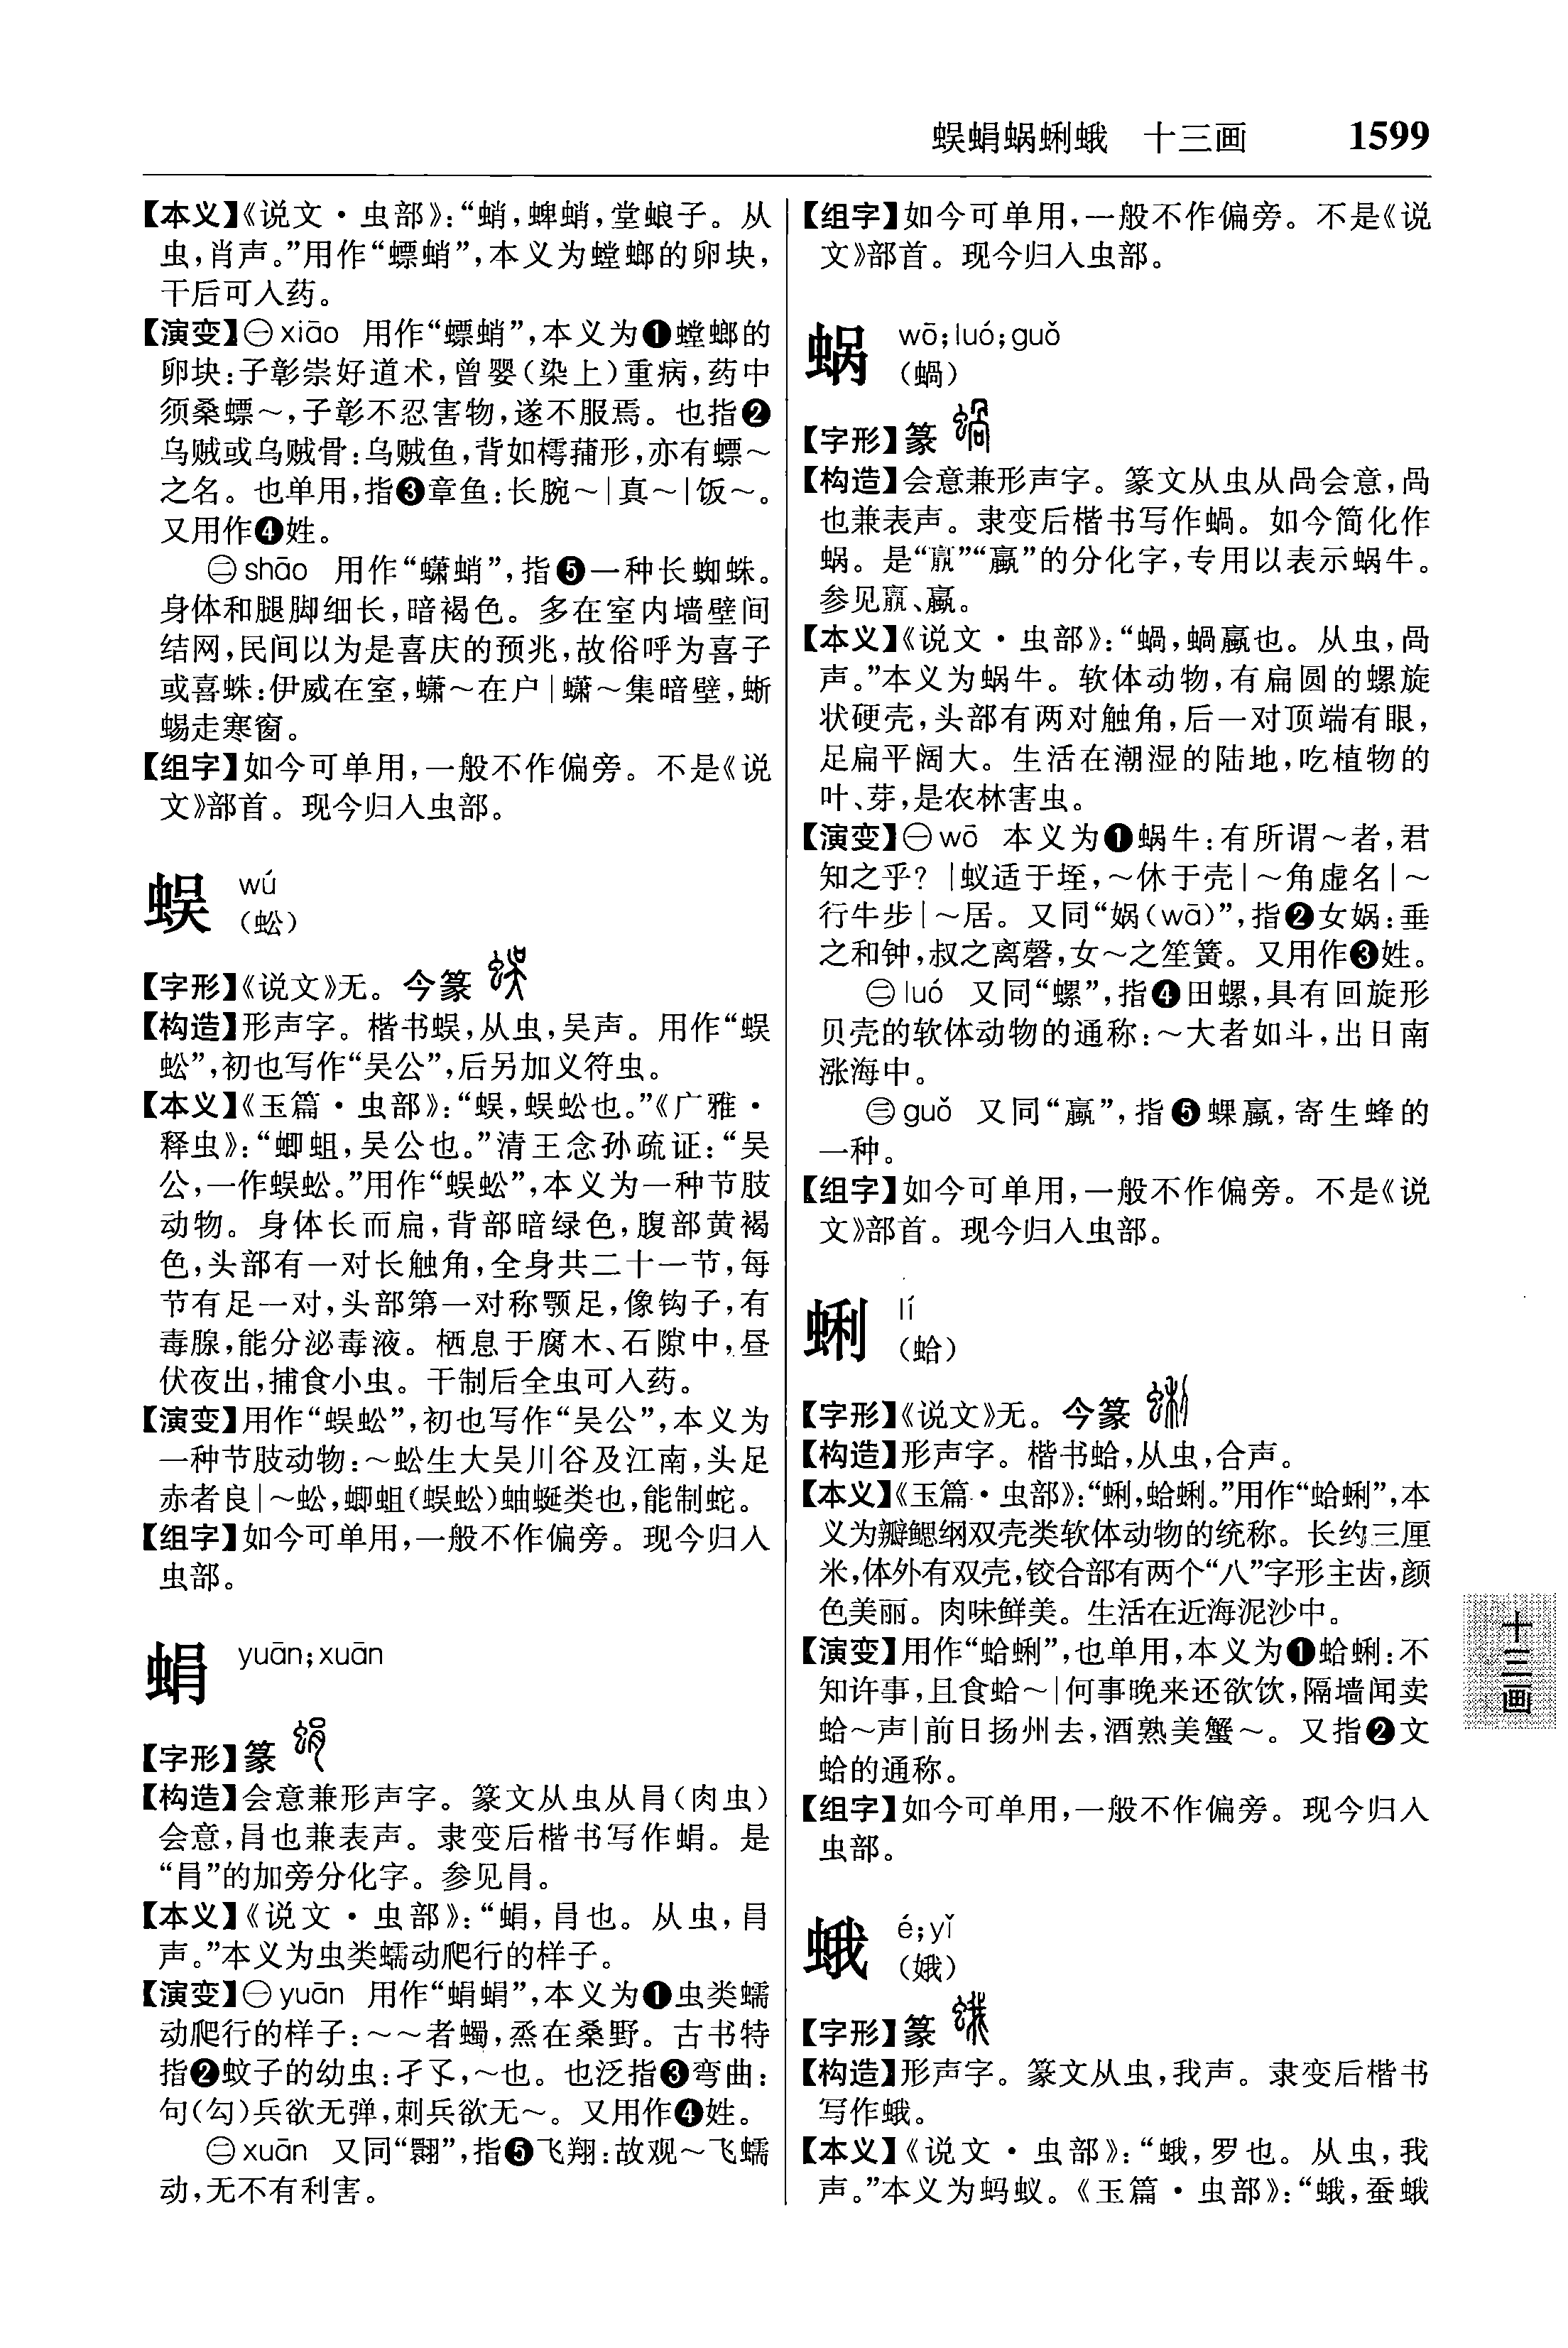 蜈蜎蜗蜊蛾　十三画　1599
【本义】《说文·虫部》：“蛸，蜱蛸，堂蜋子。从
虫，肖声。”用作“螵蛸”，本义为螳螂的卵块，
干后可入药。
【演变】㊀xiāo　用作“螵蛸”，本义为❶螳螂的
卵块：子彰崇好道术，曾婴（染上）重病，药中
须桑螵～，子彰不忍害物，遂不服焉。也指❷
乌贼或乌贼骨：乌贼鱼，背如樗蒱形，亦有螵～
之名。也单用，指❸章鱼：长腕～|真～|饭～。
又用作❹姓。
㊁shāo　用作“蟏蛸”，指❺一种长蜘蛛。
身体和腿脚细长，暗褐色。多在室内墙壁间
结网，民间以为是喜庆的预兆，故俗呼为喜子
或喜蛛：伊威在室，蟏～在户|蟏～集暗壁，蜥
蜴走寒窗。
【组字】如今可单用，一般不作偏旁。不是《说
文》部首。现今归入虫部。
蜈　wú
（蚣）
【字形】《说文》无。今篆
【构造】形声字。楷书蜈，从虫，吴声。用作“蜈
蚣”，初也写作“吴公”，后另加义符虫。
【本义】《玉篇·虫部》：“蜈，蜈蚣也。”《广雅·
释虫》：“蝍蛆，吴公也。”清王念孙疏证：“吴
公，一作蜈蚣。”用作“蜈蚣”，本义为一种节肢
动物。身体长而扁，背部暗绿色，腹部黄褐
色，头部有一对长触角，全身共二十一节，每
节有足一对，头部第一对称颚足，像钩子，有
毒腺，能分泌毒液。栖息于腐木、石隙中，昼
伏夜出，捕食小虫。干制后全虫可入药。
【演变】用作“蜈蚣”，初也写作“吴公”，本义为
一种节肢动物：～蚣生大吴川谷及江南，头足
赤者良|～蚣，蝍蛆（蜈蚣）蚰蜒类也，能制蛇。
【组字】如今可单用，一般不作偏旁。现今归入
虫部。
蜎　yuān；xuān
【字形】篆
【构造】会意兼形声字。篆文从虫从肙（肉虫）
会意，肙也兼表声。隶变后楷书写作蜎。是
“肙”的加旁分化字。参见肙。
【本义】《说文·虫部》：“蜎，肙也。从虫，肙
声。”本义为虫类蠕动爬行的样子。
【演变】㊀yuān　用作“蜎蜎”，本义为❶虫类蠕
动爬行的样子：～～者蠋，烝在桑野。古书特
指❷蚊子的幼虫：孑孓，～也。也泛指❸弯曲：
句（勾）兵欲无弹，刺兵欲无～。又用作❹姓。
㊁xuān　又同“翾”，指❺飞翔：故观～飞蠕
动，无不有利害。
【组字】如今可单用，一般不作偏旁。不是《说
文》部首。现今归入虫部。
蜗　wō；luó；guǒ
（蝸）
【字形】篆
【构造】会意兼形声字。篆文从虫从咼会意，咼
也兼表声。隶变后楷书写作蝸。如今简化作
蜗。是“𣎆”“蠃”的分化字，专用以表示蜗牛。
参见𣎆、蠃。
【本义】《说文·虫部》：“蝸，蝸蠃也。从虫，咼
声。”本义为蜗牛。软体动物，有扁圆的螺旋
状硬壳，头部有两对触角，后一对顶端有眼，
足扁平阔大。生活在潮湿的陆地，吃植物的
叶、芽，是农林害虫。
【演变】㊀wō　本义为❶蜗牛：有所谓～者，君
知之乎？|蚁适于垤，～休于壳|～角虚名|～
行牛步|～居。又同“娲（wā）”，指❷女娲：垂
之和钟，叔之离磬，女～之笙簧。又用作❸姓。
㊁luó　又同“螺”，指❹田螺，具有回旋形
贝壳的软体动物的通称：～大者如斗，出日南
涨海中。
㊂guǒ　又同“蠃”，指❺蜾蠃，寄生蜂的
一种。
【组字】如今可单用，一般不作偏旁。不是《说
文》部首。现今归入虫部。
蜊　lí
（蛤）
【字形】《说文》无。今篆
【构造】形声字。楷书蛤，从虫，合声。
【本义】《玉篇·虫部》：“蜊，蛤蜊。”用作“蛤蜊”，本
义为瓣鳃纲双壳类软体动物的统称。长约三厘
米，体外有双壳，铰合部有两个“八”字形主齿，颜
色美丽。肉味鲜美。生活在近海泥沙中。
【演变】用作“蛤蜊”，也单用，本义为❶蛤蜊：不
知许事，且食蛤～|何事晚来还欲饮，隔墙闻卖
蛤～声|前日扬州去，酒熟美蟹～。又指❷文
蛤的通称。
【组字】如今可单用，一般不作偏旁。现今归入
虫部。
蛾　é；yǐ
（娥）
【字形】篆
【构造】形声字。篆文从虫，我声。隶变后楷书
写作蛾。
【本义】《说文·虫部》：“蛾，罗也。从虫，我
声。”本义为蚂蚁。《玉篇·虫部》：“蛾，蚕蛾
十三画